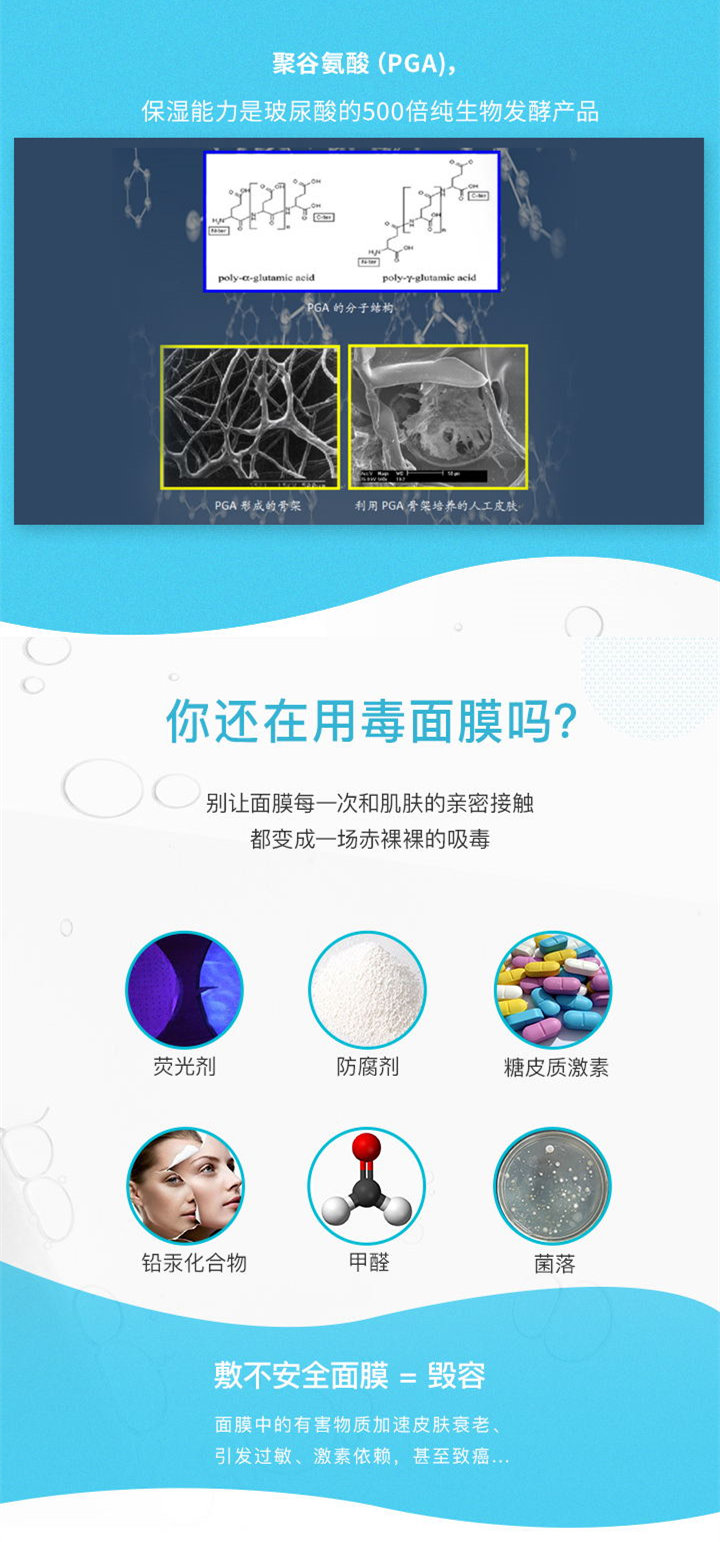 聚谷氨酸（PGA），
保湿能力是玻尿酸的500倍纯生物发酵产品
poly-α-glutamic acid
poly-γ-glutamic acid
PGA 的分子结构
PGA 形成的骨架
利用 PGA 骨架培养的人工皮肤
你还在用毒面膜吗?
别让面膜每一次和肌肤的亲密接触
都变成一场赤裸裸的吸毒
荧光剂
防腐剂
糖皮质激素
铅汞化合物
甲醛
菌落
敷不安全面膜 = 毁容
面膜中的有害物质加速皮肤衰老、
引发过敏、激素依赖，甚至致癌...